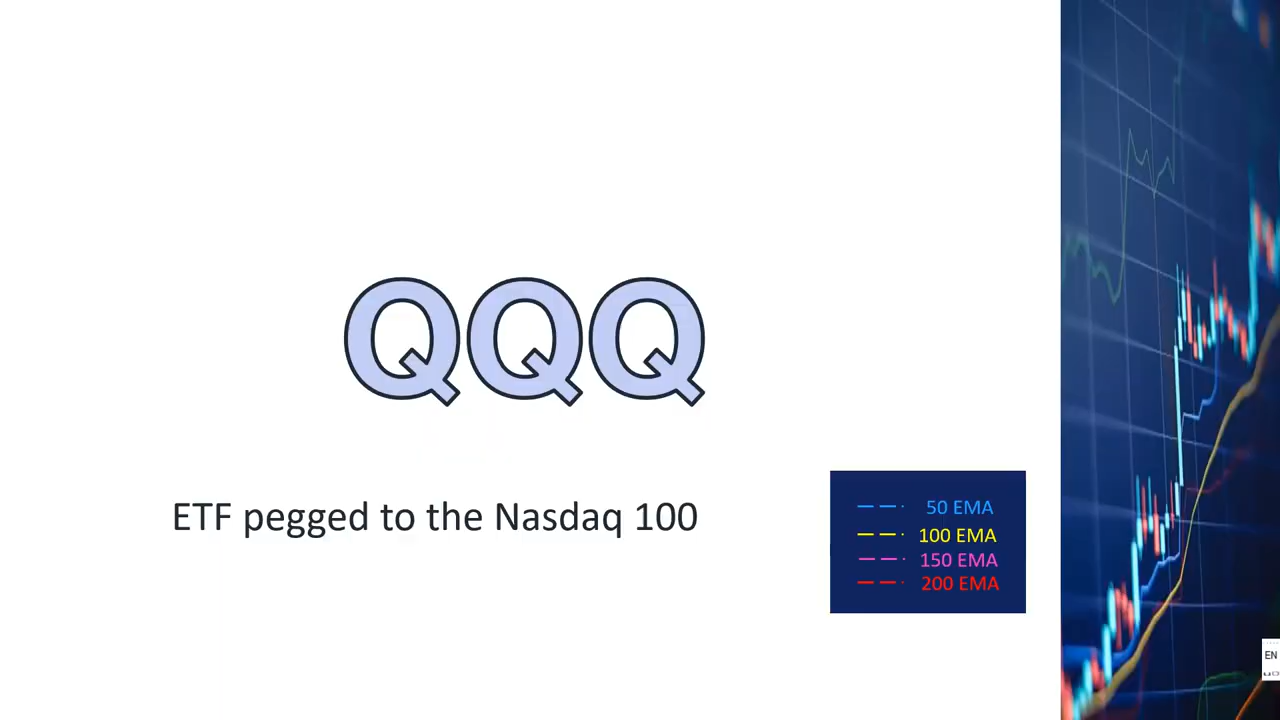 QQQ
ETF pegged to the Nasdaq 100
50 EMA
100 EMA
150 EMA
200 EMA
EN